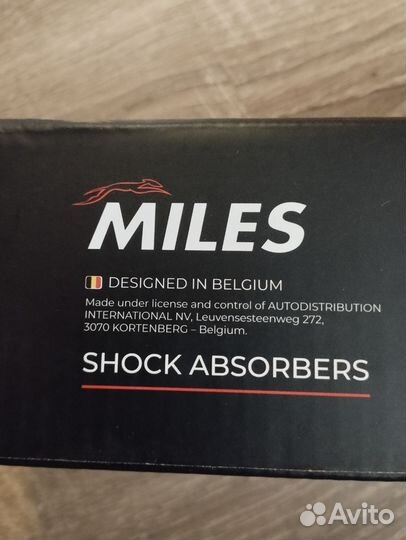 MILES
DESIGNED IN BELGIUM
Made under license and control of AUTODISTRIBUTION
INTERNATIONAL NV, Leuvensesteenweg 272,
3070 KORTENBERG – Belgium.
SHOCK ABSORBERS
Avito